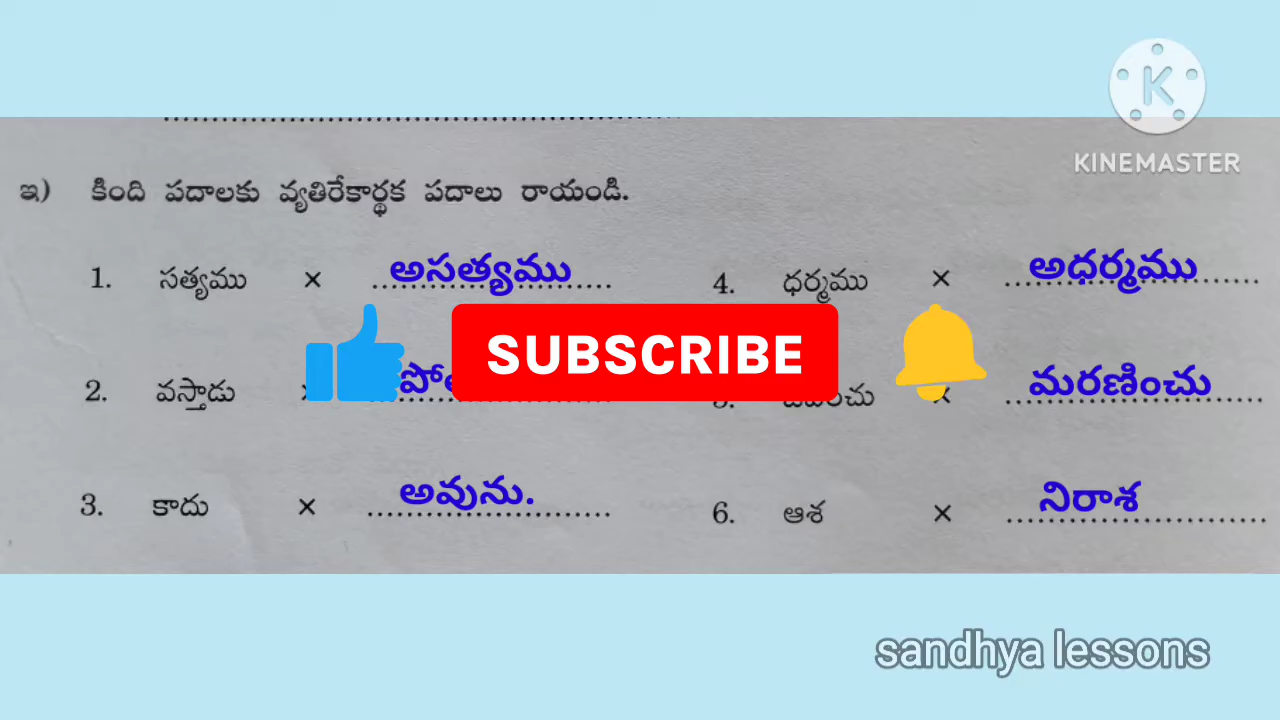 KINEMASTER
ఇ) కింది పదాలకు వ్యతిరేకార్థక పదాలు రాయండి.
1. సత్యము × అసత్యము 4. ధర్మము × అధర్మము
SUBSCRIBE
2. వస్తాడు × × మరణించు
3. కాదు × అవును. 6. ఆశ × నిరాశ
sandhya lessons